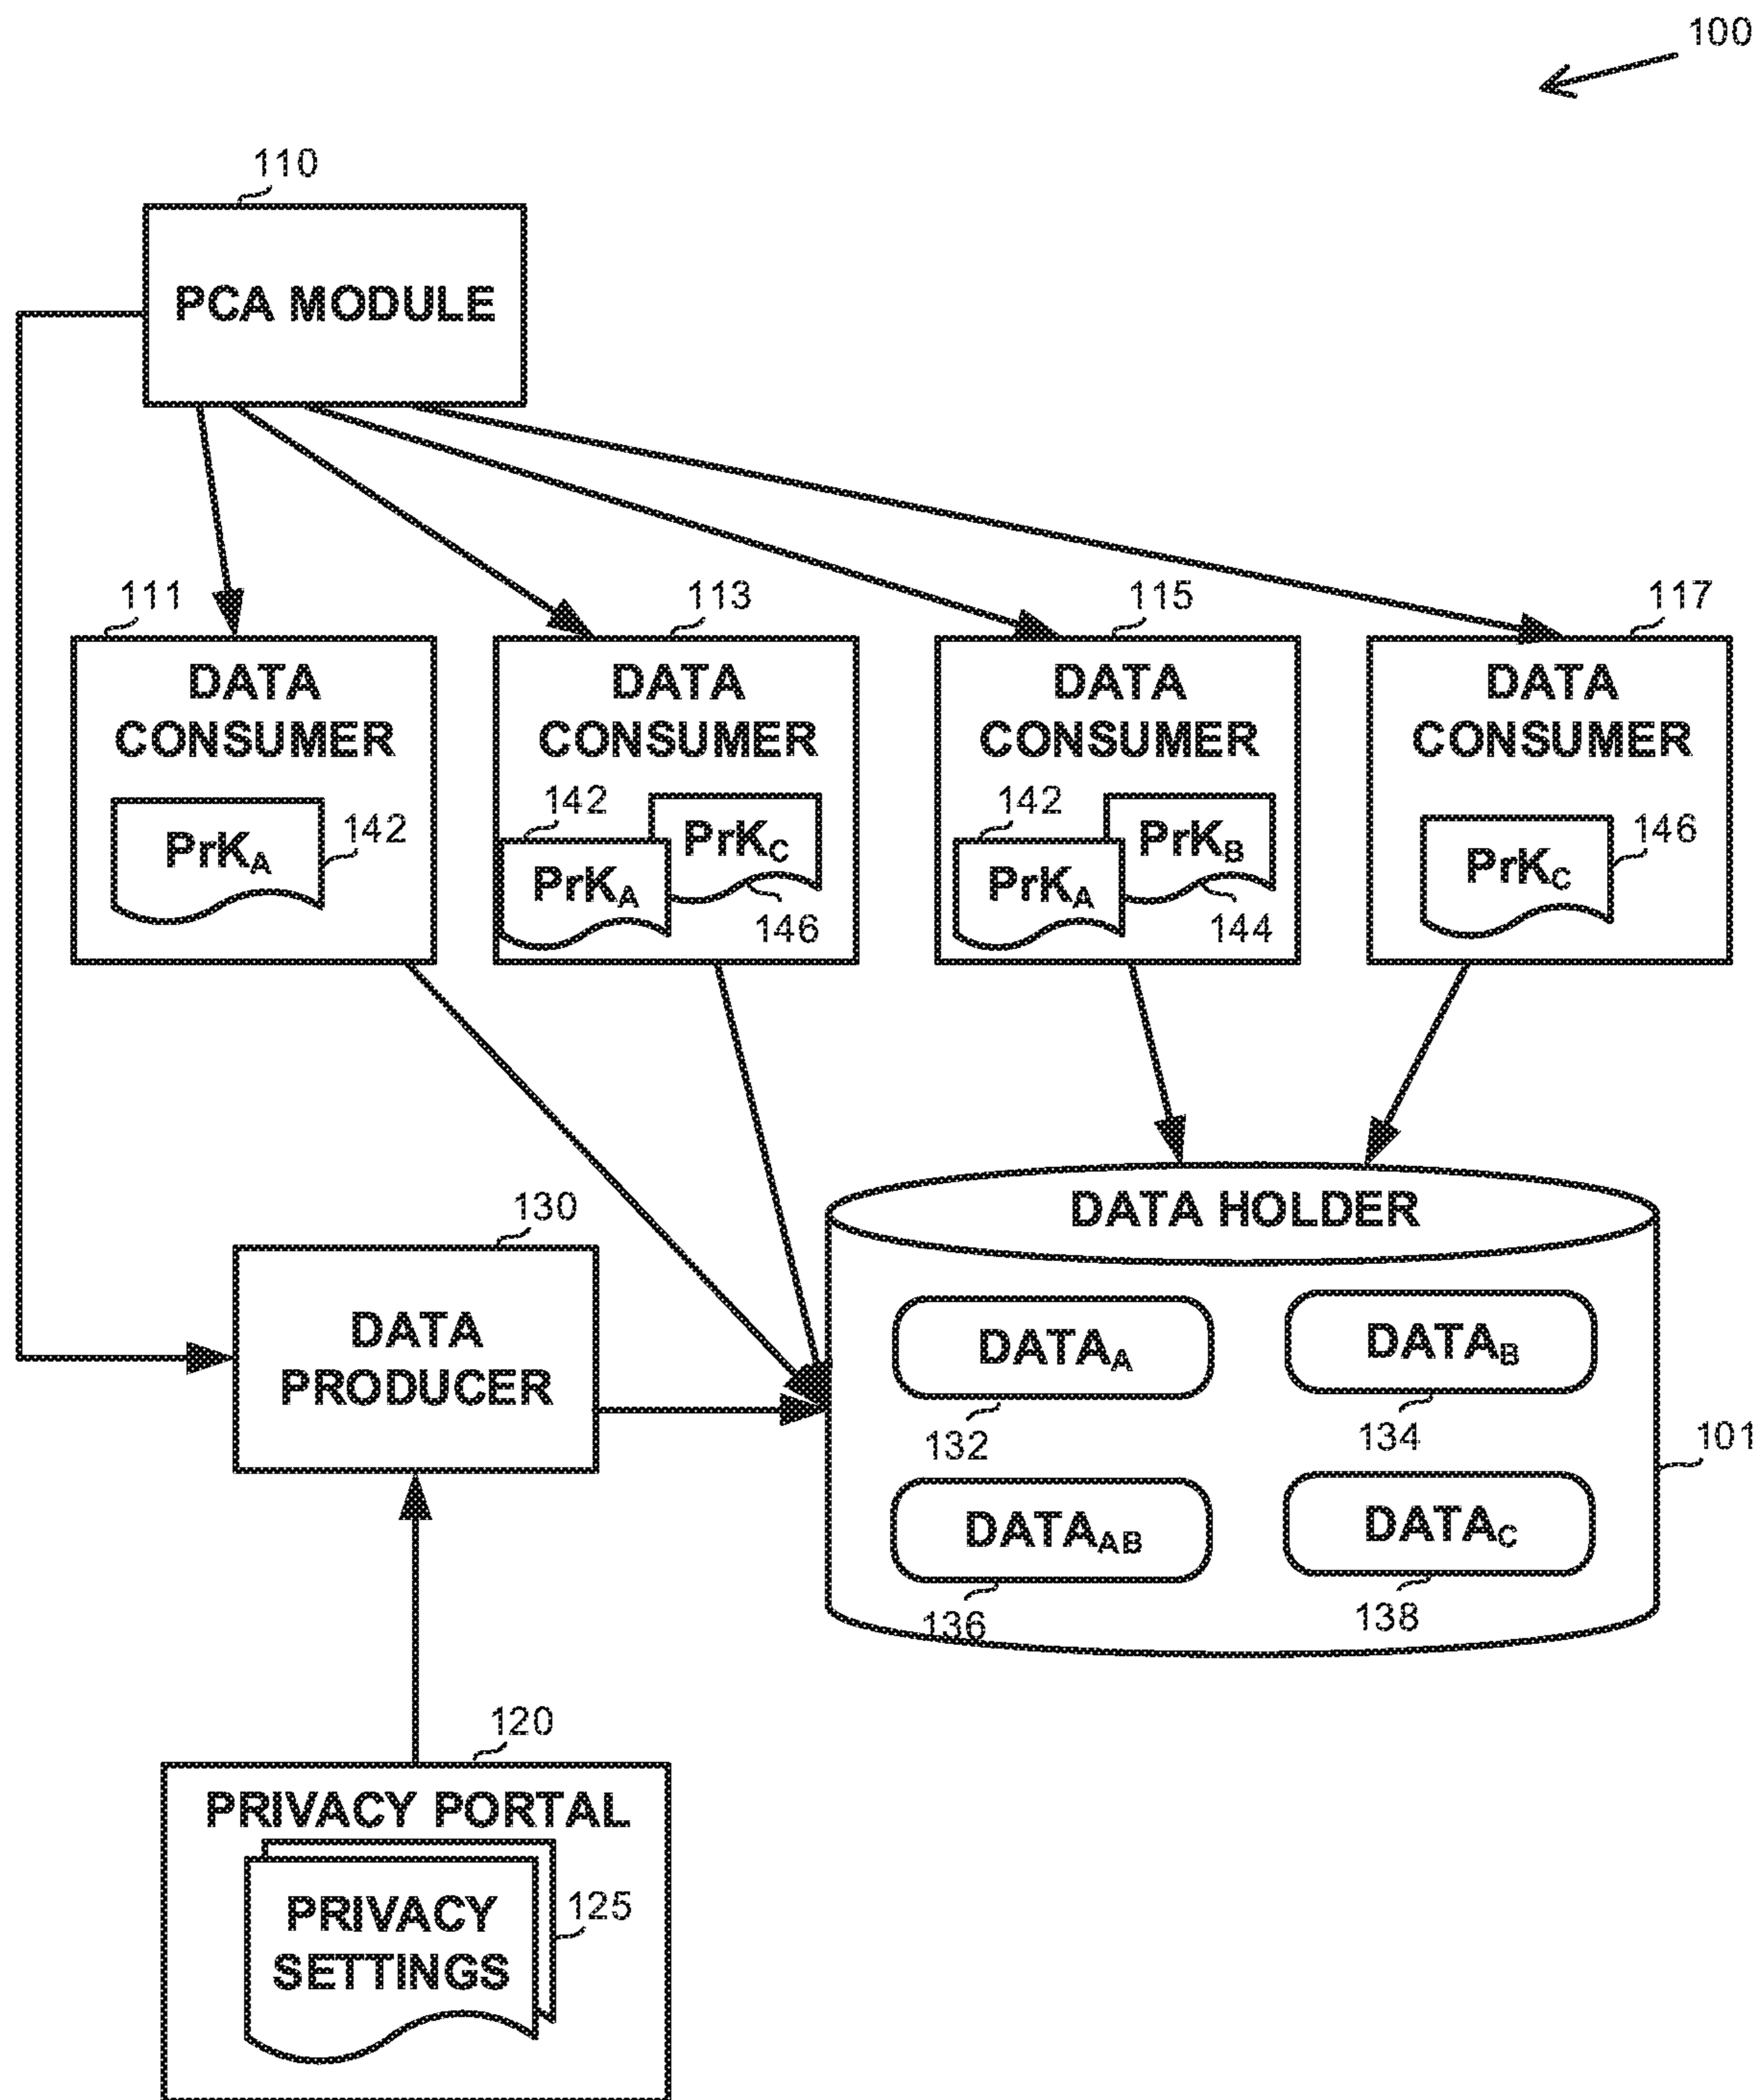 100
110
PCA MODULE
111
113
115
117
DATA
CONSUMER
PrKA
142
DATA
CONSUMER
142
PrKC
PrKA
146
DATA
CONSUMER
142
PrKB
PrKA
144
DATA
CONSUMER
146
PrKC
130
DATA
PRODUCER
DATA HOLDER
DATAA
132
DATAB
134
101
DATAAB
136
DATAC
138
120
PRIVACY PORTAL
PRIVACY
SETTINGS
125